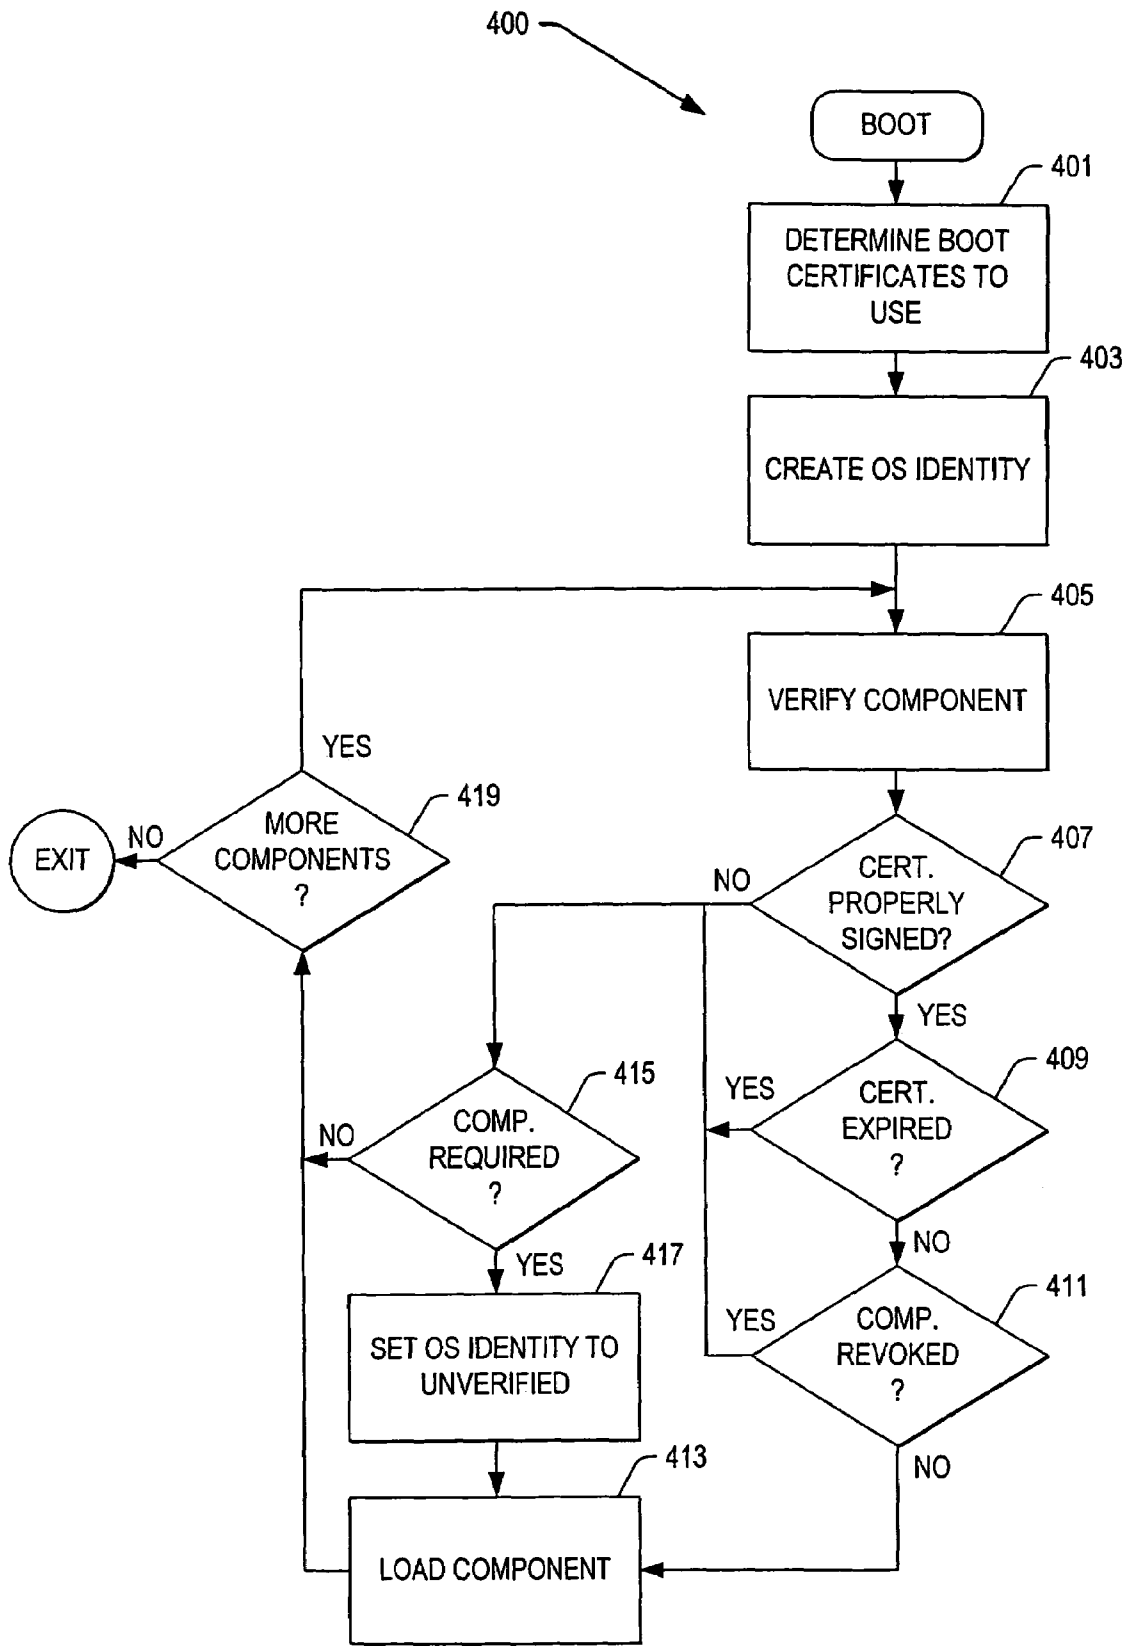 400
BOOT
401
DETERMINE BOOT
CERTIFICATES TO
USE
403
CREATE OS IDENTITY
405
VERIFY COMPONENT
YES
419
MORE
COMPONENTS
?
NO
EXIT
407
CERT.
PROPERLY
SIGNED?
NO
YES
409
CERT.
EXPIRED
?
YES
NO
415
COMP.
REQUIRED
?
NO
YES
411
COMP.
REVOKED
?
YES
NO
417
SET OS IDENTITY TO
UNVERIFIED
413
LOAD COMPONENT